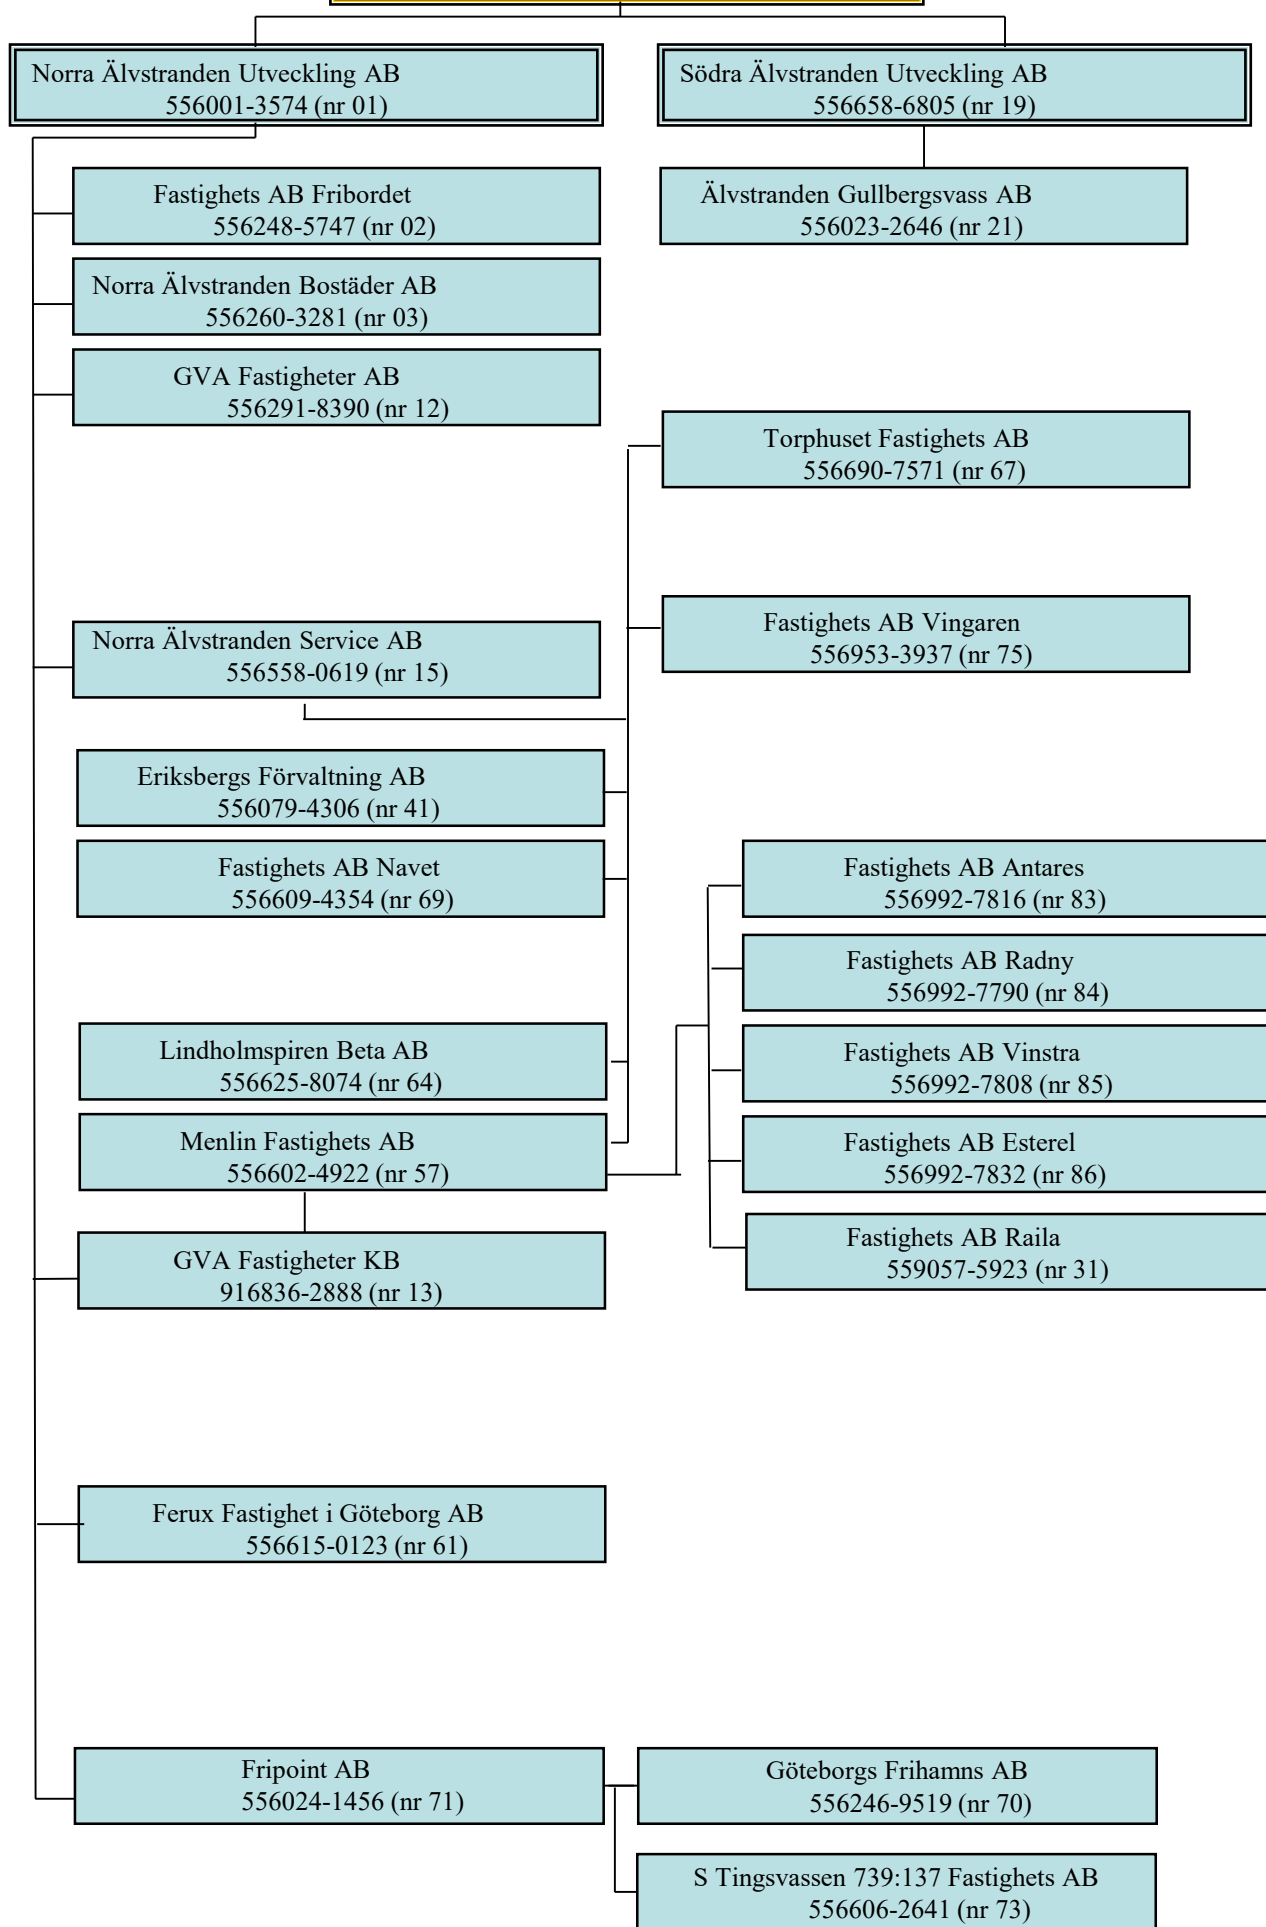 Norra Älvstranden Utveckling AB
556001-3574 (nr 01)
Södra Älvstranden Utveckling AB
556658-6805 (nr 19)
Fastighets AB Fribordet
556248-5747 (nr 02)
Älvstranden Gullbergsvass AB
556023-2646 (nr 21)
Norra Älvstranden Bostäder AB
556260-3281 (nr 03)
GVA Fastigheter AB
556291-8390 (nr 12)
Torphuset Fastighets AB
556690-7571 (nr 67)
Fastighets AB Vingaren
556953-3937 (nr 75)
Norra Älvstranden Service AB
556558-0619 (nr 15)
Eriksbergs Förvaltning AB
556079-4306 (nr 41)
Fastighets AB Navet
556609-4354 (nr 69)
Fastighets AB Antares
556992-7816 (nr 83)
Fastighets AB Radny
556992-7790 (nr 84)
Lindholmspiren Beta AB
556625-8074 (nr 64)
Fastighets AB Vinstra
556992-7808 (nr 85)
Menlin Fastighets AB
556602-4922 (nr 57)
Fastighets AB Esterel
556992-7832 (nr 86)
GVA Fastigheter KB
916836-2888 (nr 13)
Fastighets AB Raila
559057-5923 (nr 31)
Ferux Fastighet i Göteborg AB
556615-0123 (nr 61)
Fripoint AB
556024-1456 (nr 71)
Göteborgs Frihamns AB
556246-9519 (nr 70)
S Tingsvassen 739:137 Fastighets AB
556606-2641 (nr 73)